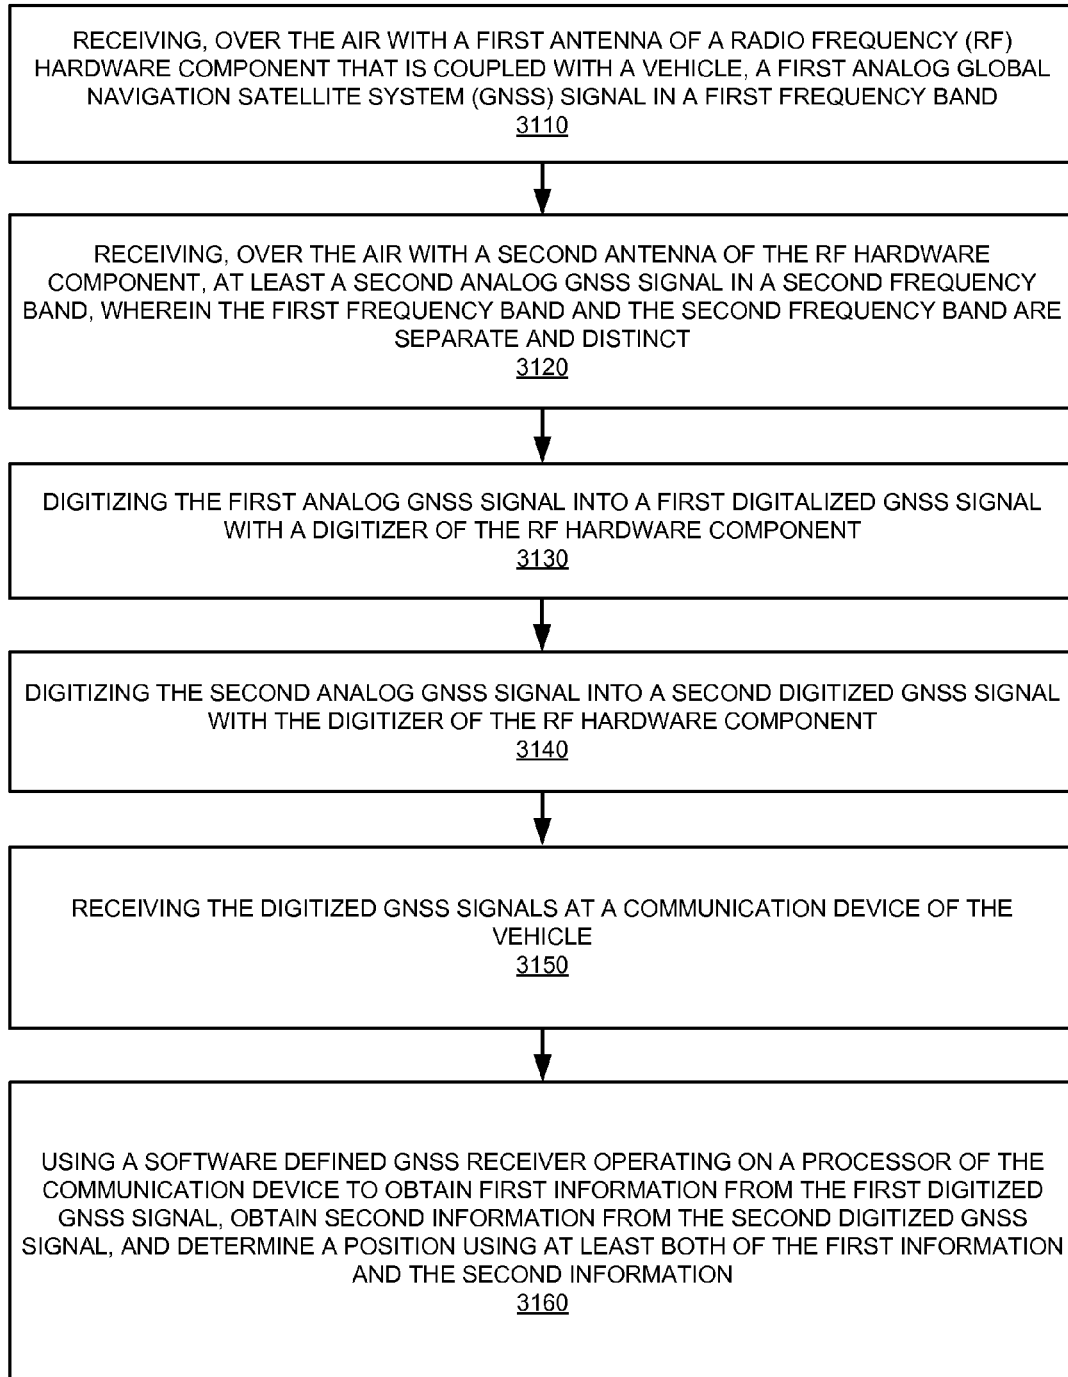 RECEIVING, OVER THE AIR WITH A FIRST ANTENNA OF A RADIO FREQUENCY (RF)
HARDWARE COMPONENT THAT IS COUPLED WITH A VEHICLE, A FIRST ANALOG GLOBAL
NAVIGATION SATELLITE SYSTEM (GNSS) SIGNAL IN A FIRST FREQUENCY BAND
3110
RECEIVING, OVER THE AIR WITH A SECOND ANTENNA OF THE RF HARDWARE
COMPONENT, AT LEAST A SECOND ANALOG GNSS SIGNAL IN A SECOND FREQUENCY
BAND, WHEREIN THE FIRST FREQUENCY BAND AND THE SECOND FREQUENCY BAND ARE
SEPARATE AND DISTINCT
3120
DIGITIZING THE FIRST ANALOG GNSS SIGNAL INTO A FIRST DIGITALIZED GNSS SIGNAL
WITH A DIGITIZER OF THE RF HARDWARE COMPONENT
3130
DIGITIZING THE SECOND ANALOG GNSS SIGNAL INTO A SECOND DIGITIZED GNSS SIGNAL
WITH THE DIGITIZER OF THE RF HARDWARE COMPONENT
3140
RECEIVING THE DIGITIZED GNSS SIGNALS AT A COMMUNICATION DEVICE OF THE
VEHICLE
3150
USING A SOFTWARE DEFINED GNSS RECEIVER OPERATING ON A PROCESSOR OF THE
COMMUNICATION DEVICE TO OBTAIN FIRST INFORMATION FROM THE FIRST DIGITIZED
GNSS SIGNAL, OBTAIN SECOND INFORMATION FROM THE SECOND DIGITIZED GNSS
SIGNAL, AND DETERMINE A POSITION USING AT LEAST BOTH OF THE FIRST INFORMATION
AND THE SECOND INFORMATION
3160